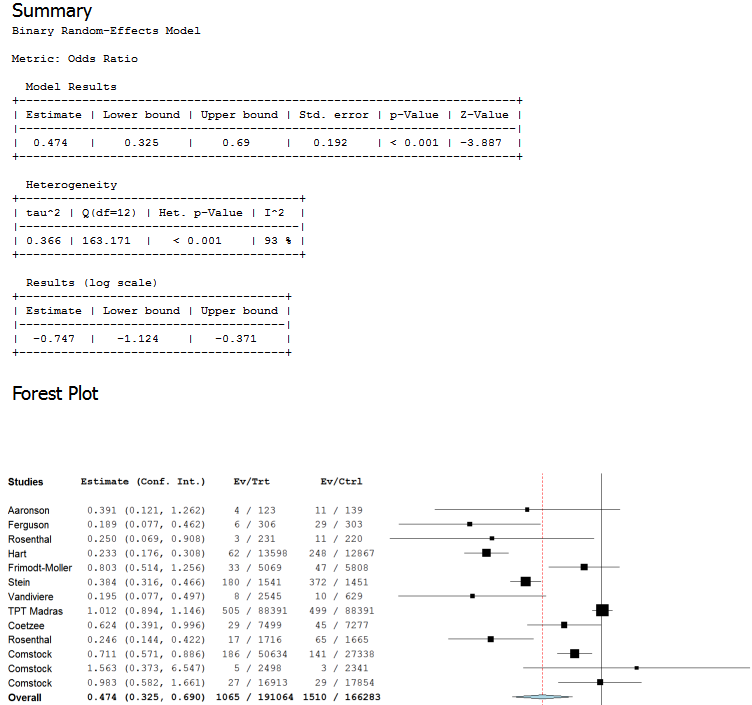 Summary
Binary Random-Effects Model
Metric: Odds Ratio
Model Results
+-----------------------------------------------------------------------+
| Estimate | Lower bound | Upper bound | Std. error | p-Value | Z-Value |
|-----------------------------------------------------------------------|
| 0.474 | 0.325 | 0.69 | 0.192 | < 0.001 | -3.887 |
+-----------------------------------------------------------------------+
Heterogeneity
+----------------------------------------+
| tau^2 | Q(df=12) | Het. p-Value | I^2 |
|----------------------------------------|
| 0.366 | 163.171 | < 0.001 | 93 % |
+----------------------------------------+
Results (log scale)
+--------------------------------------+
| Estimate | Lower bound | Upper bound |
|--------------------------------------|
| -0.747 | -1.124 | -0.371 |
+--------------------------------------+
Forest Plot
Studies Estimate (Conf. Int.) Ev/Trt Ev/Ctrl
Aaronson 0.391 (0.121, 1.262) 4 / 123 11 / 139
Ferguson 0.189 (0.077, 0.462) 6 / 306 29 / 303
Rosenthal 0.250 (0.069, 0.908) 3 / 231 11 / 220
Hart 0.233 (0.176, 0.308) 62 / 13598 248 / 12867
Frimodt-Moller 0.803 (0.514, 1.256) 33 / 5069 47 / 5808
Stein 0.384 (0.316, 0.466) 180 / 1541 372 / 1451
Vandiviere 0.195 (0.077, 0.497) 8 / 2545 10 / 629
TPT Madras 1.012 (0.894, 1.146) 505 / 88391 499 / 88391
Coetzee 0.624 (0.391, 0.996) 29 / 7499 45 / 7277
Rosenthal 0.246 (0.144, 0.422) 17 / 1716 65 / 1665
Comstock 0.711 (0.571, 0.886) 186 / 50634 141 / 27338
Comstock 1.563 (0.373, 6.547) 5 / 2498 3 / 2341
Comstock 0.983 (0.582, 1.661) 27 / 16913 29 / 17854
Overall 0.474 (0.325, 0.690) 1065 / 191064 1510 / 166283